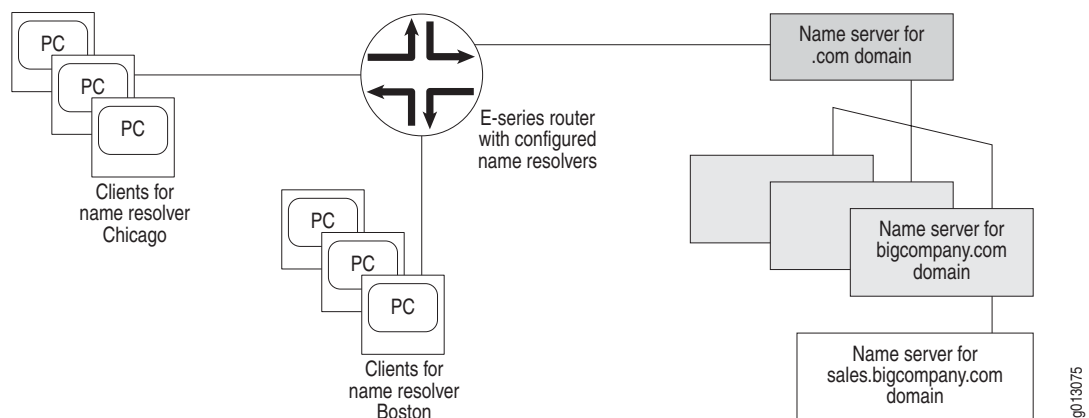 PC
PC
PC
Clients for
name resolver
Chicago
PC
PC
PC
Clients for
name resolver
Boston
E-series router
with configured
name resolvers
Name server for
.com domain
Name server for
bigcompany.com
domain
Name server for
sales.bigcompany.com
domain
g013075